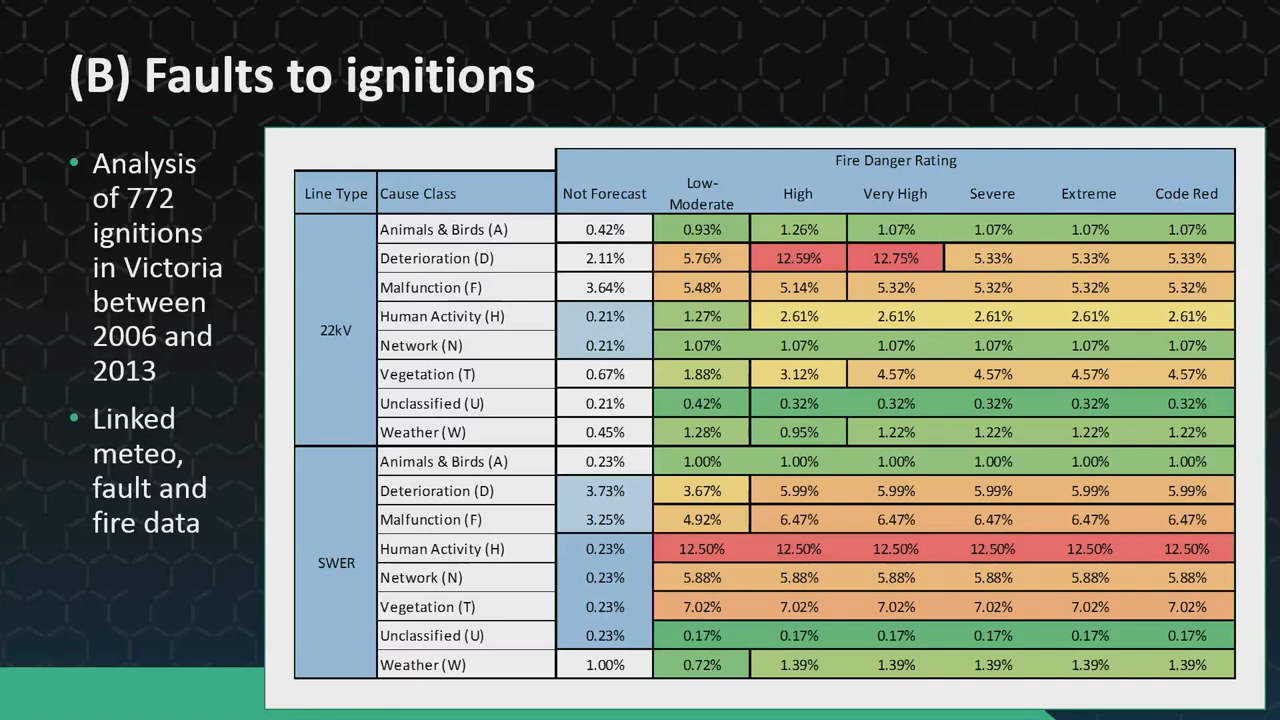 (B) Faults to ignitions
Analysis
of 772
ignitions
in Victoria
between
2006 and
2013
Linked
meteo,
fault and
fire data
Fire Danger Rating
Line Type Cause Class Not Forecast Low-Moderate High Very High Severe Extreme Code Red
22kV
Animals & Birds (A) 0.42% 0.93% 1.26% 1.07% 1.07% 1.07% 1.07%
Deterioration (D) 2.11% 5.76% 12.59% 12.75% 5.33% 5.33% 5.33%
Malfunction (F) 3.64% 5.48% 5.14% 5.32% 5.32% 5.32% 5.32%
Human Activity (H) 0.21% 1.27% 2.61% 2.61% 2.61% 2.61% 2.61%
Network (N) 0.21% 1.07% 1.07% 1.07% 1.07% 1.07% 1.07%
Vegetation (T) 0.67% 1.88% 3.12% 4.57% 4.57% 4.57% 4.57%
Unclassified (U) 0.21% 0.42% 0.32% 0.32% 0.32% 0.32% 0.32%
Weather (W) 0.45% 1.28% 0.95% 1.22% 1.22% 1.22% 1.22%
SWER
Animals & Birds (A) 0.23% 1.00% 1.00% 1.00% 1.00% 1.00% 1.00%
Deterioration (D) 3.73% 3.67% 5.99% 5.99% 5.99% 5.99% 5.99%
Malfunction (F) 3.25% 4.92% 6.47% 6.47% 6.47% 6.47% 6.47%
Human Activity (H) 0.23% 12.50% 12.50% 12.50% 12.50% 12.50% 12.50%
Network (N) 0.23% 5.88% 5.88% 5.88% 5.88% 5.88% 5.88%
Vegetation (T) 0.23% 7.02% 7.02% 7.02% 7.02% 7.02% 7.02%
Unclassified (U) 0.23% 0.17% 0.17% 0.17% 0.17% 0.17% 0.17%
Weather (W) 1.00% 0.72% 1.39% 1.39% 1.39% 1.39% 1.39%